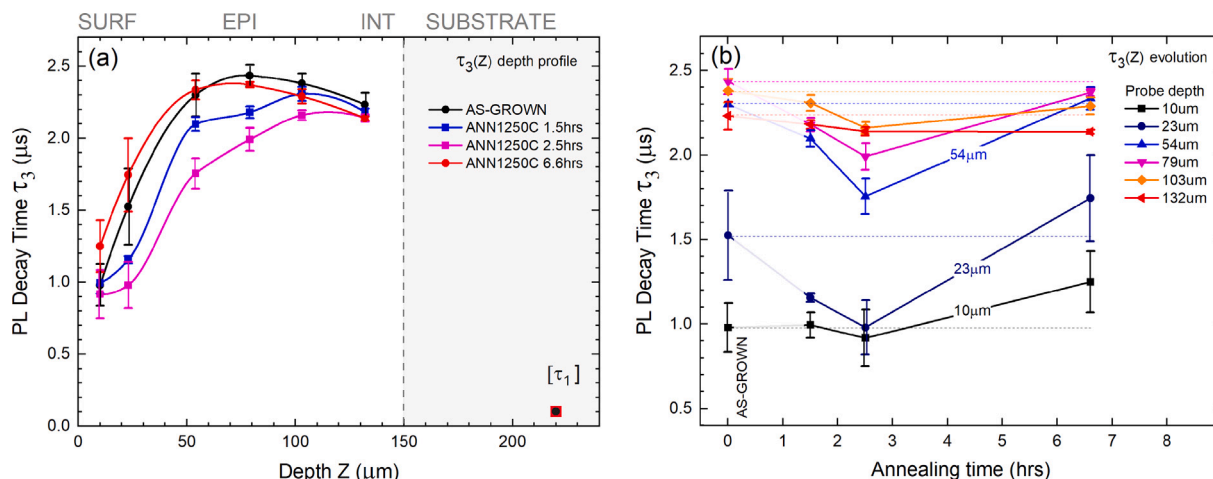 SURF EPI INT SUBSTRATE
(a)
τ3(Z) depth profile
AS-GROWN
ANN1250C 1.5hrs
ANN1250C 2.5hrs
ANN1250C 6.6hrs
[τ1]
PL Decay Time τ3 (μs)
2.5
2.0
1.5
1.0
0.5
0.0
0 50 100 150 200
Depth Z (μm)
(b)
τ3(Z) evolution
Probe depth
10um
23um
54um
79um
103um
132um
54μm
23μm
10μm
AS-GROWN
PL Decay Time τ3 (μs)
2.5
2.0
1.5
1.0
0.5
0 1 2 3 4 5 6 7 8
Annealing time (hrs)